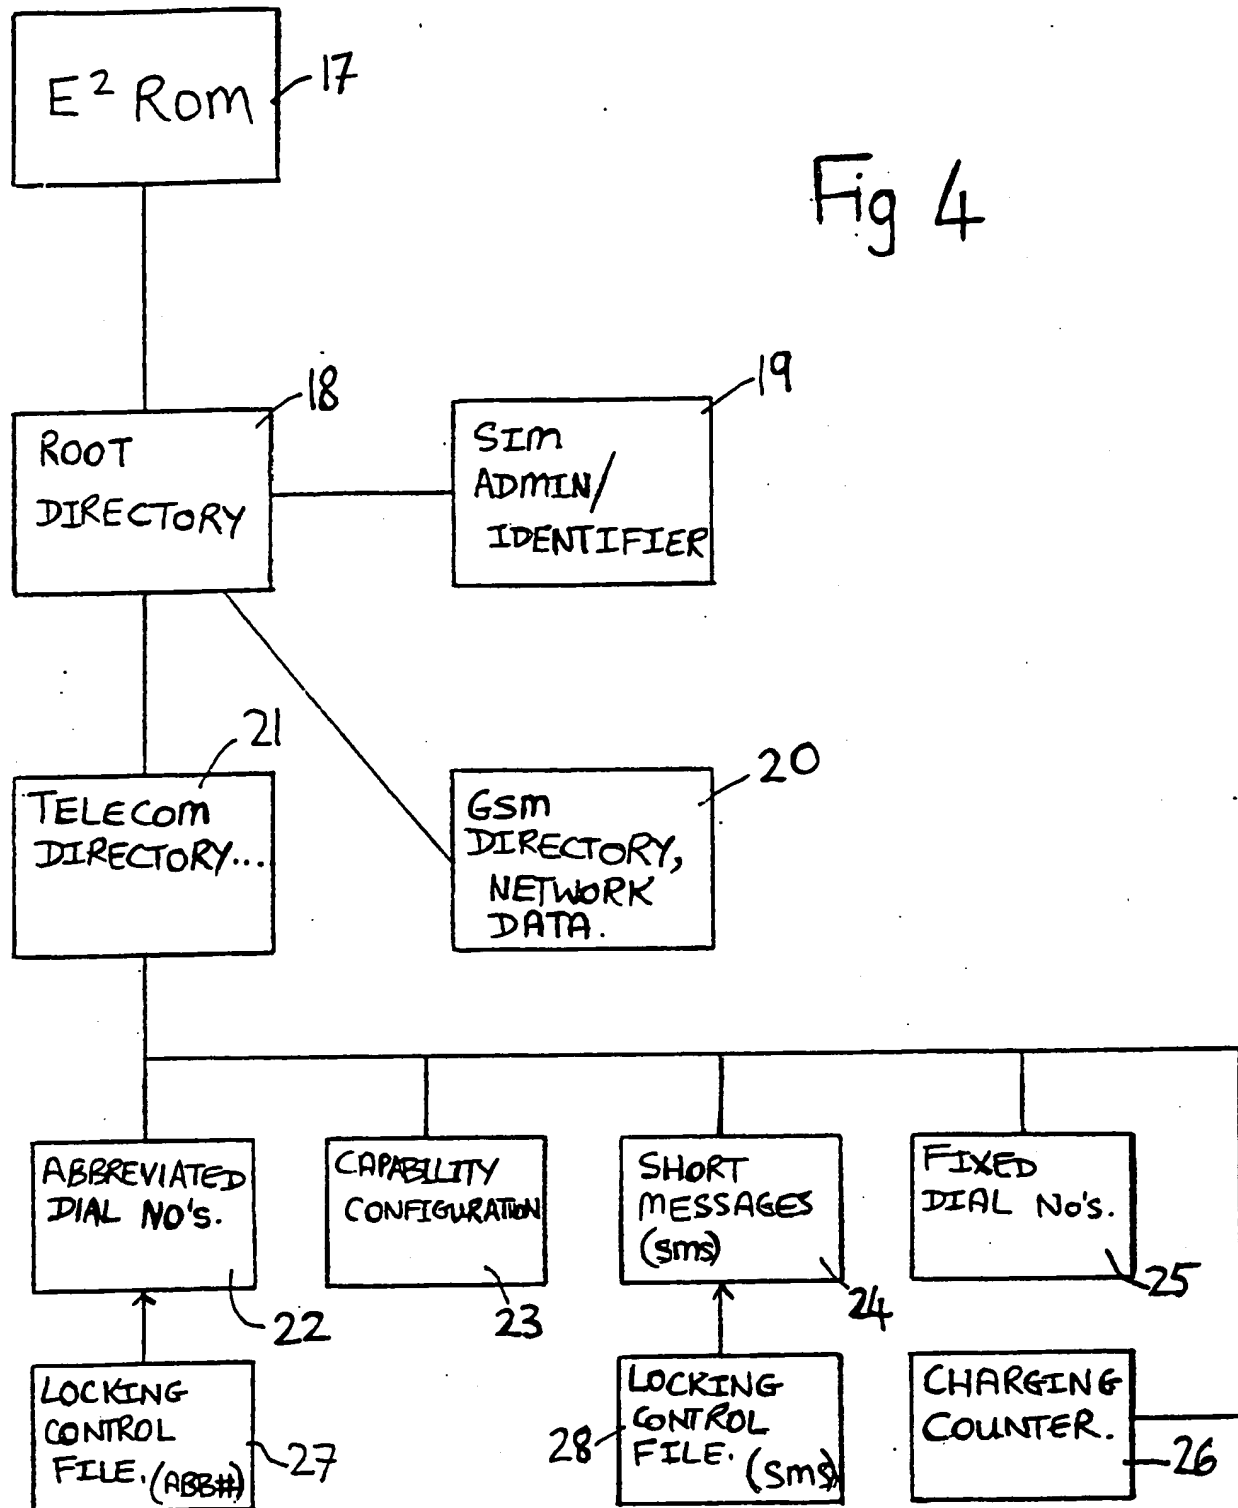 E² Rom
17
Fig 4
18
ROOT
DIRECTORY
19
SIM
ADMIN/
IDENTIFIER
21
TELECOM
DIRECTORY...
20
GSM
DIRECTORY,
NETWORK
DATA.
ABBREVIATED
DIAL NO'S.
22
CAPABILITY
CONFIGURATION
23
SHORT
MESSAGES
(SMS)
24
FIXED
DIAL No's.
25
LOCKING
CONTROL
FILE. (ABB#)
27
28
LOCKING
CONTROL
FILE. (SMS)
CHARGING
COUNTER.
26